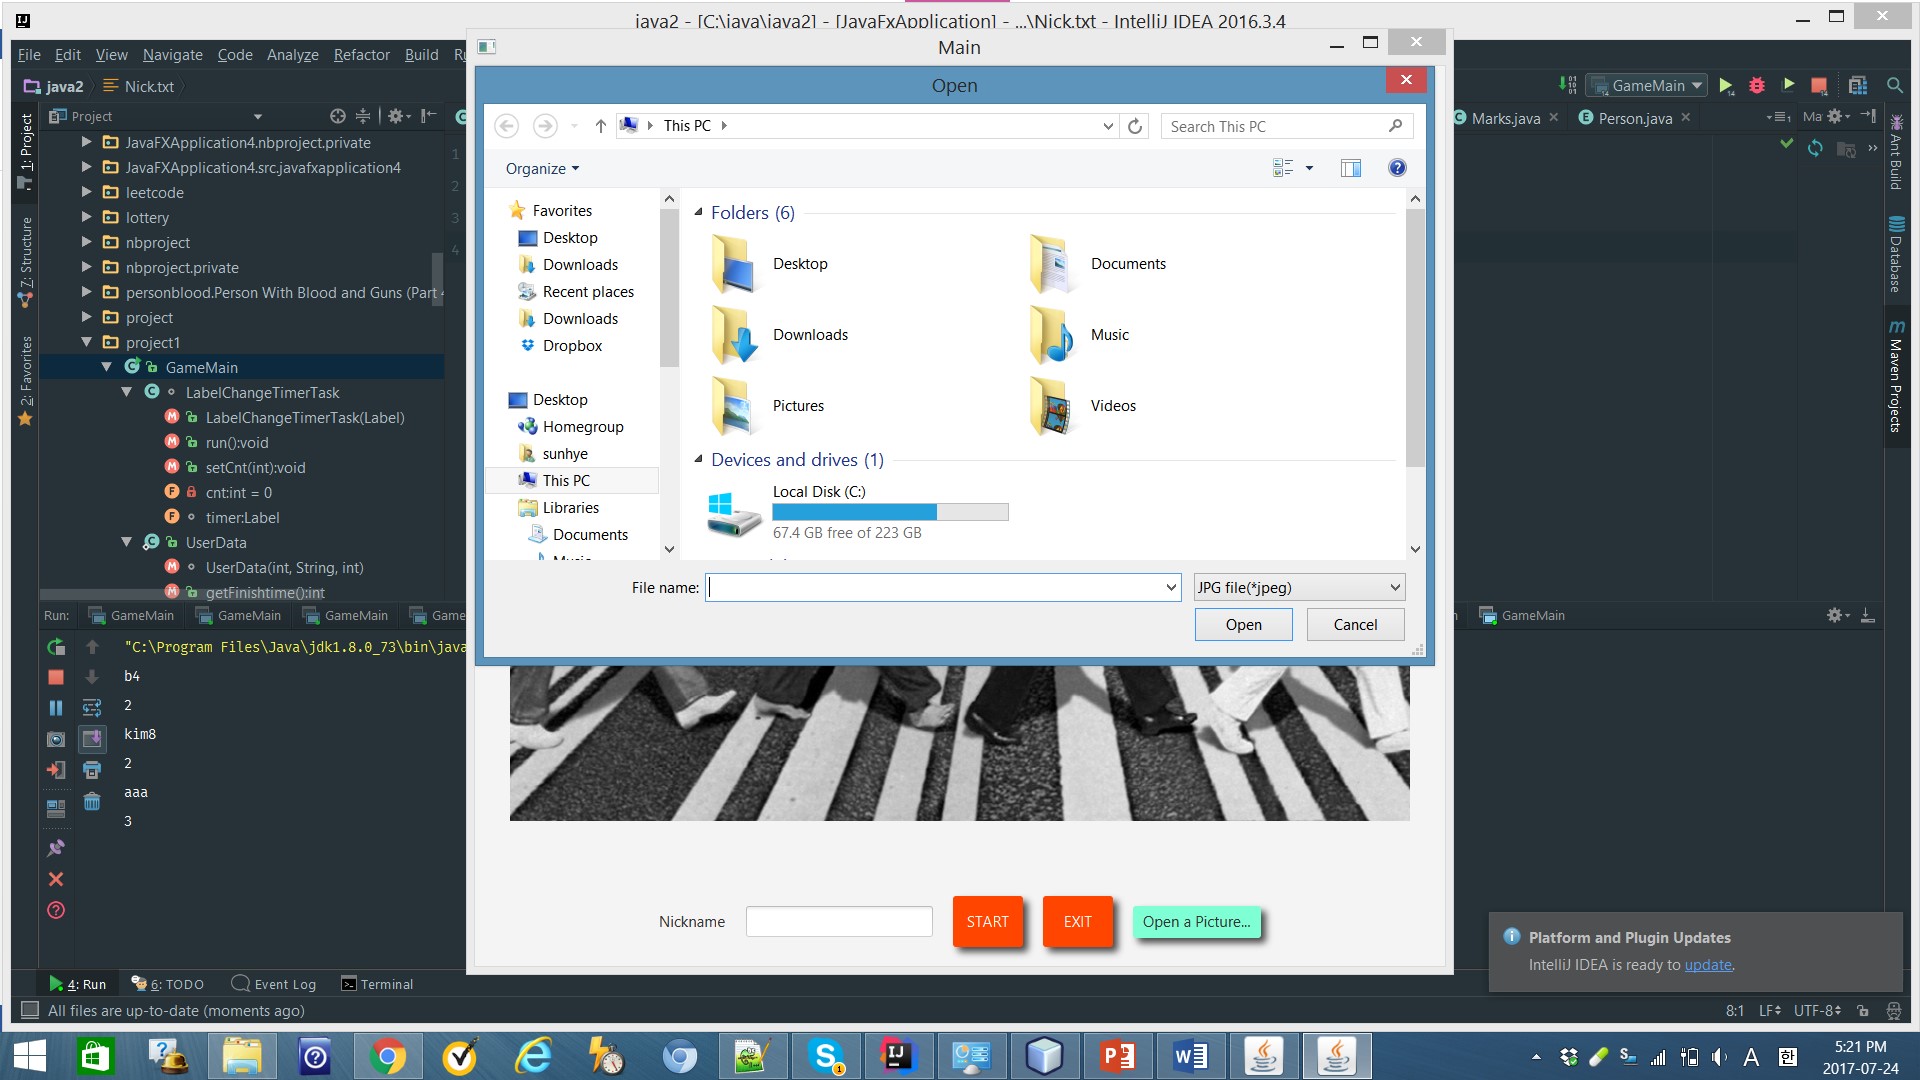 java2 - [C:\java\java2] - [JavaFxApplication] - ...\Nick.txt - IntelliJ IDEA 2016.3.4
File Edit View Navigate Code Analyze Refactor Build
Main
Open
java2 Nick.txt
GameMain
This PC
Search This PC
Project
Marks.java Person.java
Organize
1: Project
7: Structure
2: Favorites
JavaFXApplication4.nbproject.private
JavaFXApplication4.src.javafxapplication4
leetcode
lottery
nbproject
nbproject.private
personblood.Person With Blood and Guns (Part
project
project1
GameMain
LabelChangeTimerTask
LabelChangeTimerTask(Label)
run():void
setCnt(int):void
cnt:int = 0
timer:Label
UserData
UserData(int, String, int)
getFinishtime():int
1
2
3
4
Favorites
Desktop
Downloads
Recent places
Downloads
Dropbox
Desktop
Homegroup
sunhye
This PC
Libraries
Documents
Music
Folders (6)
Desktop Documents
Downloads Music
Pictures Videos
Devices and drives (1)
Local Disk (C:)
67.4 GB free of 223 GB
File name: JPG file(*jpeg)
Open Cancel
Ant Build
Database
Maven Projects
Run: GameMain GameMain GameMain Game
GameMain
"C:\Program Files\Java\jdk1.8.0_73\bin\java
b4
2
kim8
2
aaa
3
Nickname START EXIT Open a Picture...
Platform and Plugin Updates
IntelliJ IDEA is ready to update.
4: Run 6: TODO Event Log Terminal
All files are up-to-date (moments ago)
8:1 LF UTF-8
A 한
5:21 PM
2017-07-24